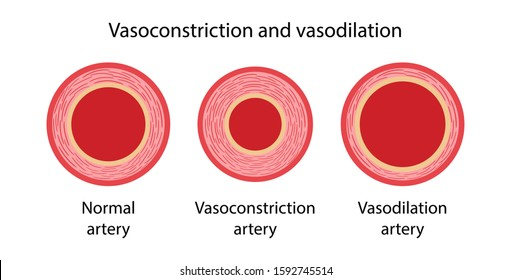 Vasoconstriction and vasodilation
Normal
artery
Vasoconstriction
artery
Vasodilation
artery
shutterstock.com · 1592745514